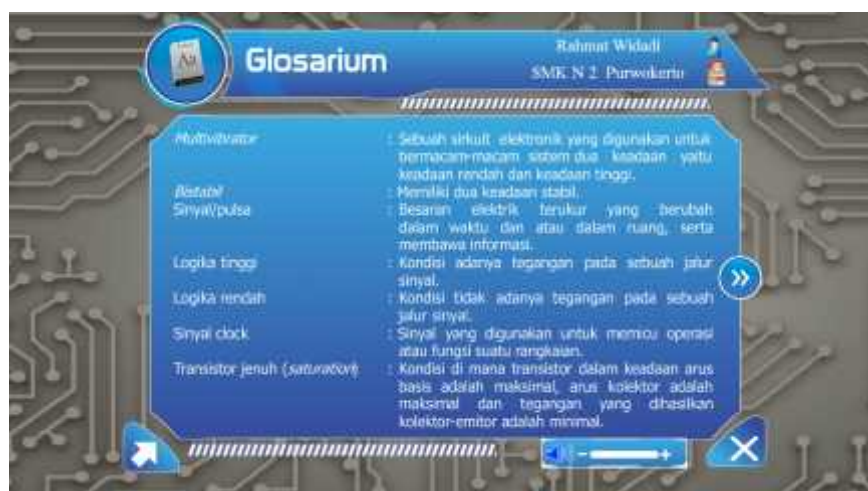 Glosarium
Rahmat Widadi
SMK N 2 Purwokerto
Multivibrator : Sebuah sirkuit elektronik yang digunakan untuk
bermacam-macam sistem dua keadaan yaitu
keadaan rendah dan keadaan tinggi.
Bistabil : Memiliki dua keadaan stabil.
Sinyal/pulsa : Besaran elektrik terukur yang berubah
dalam waktu dan atau dalam ruang, serta
membawa informasi.
Logika tinggi : Kondisi adanya tegangan pada sebuah jalur
sinyal.
Logika rendah : Kondisi tidak adanya tegangan pada sebuah
jalur sinyal.
Sinyal clock : Sinyal yang digunakan untuk memicu operasi
atau fungsi suatu rangkaian.
Transistor jenuh (saturation) : Kondisi di mana transistor dalam keadaan arus
basis adalah maksimal, arus kolektor adalah
maksimal dan tegangan yang dihasilkan
kolektor-emitor adalah minimal.